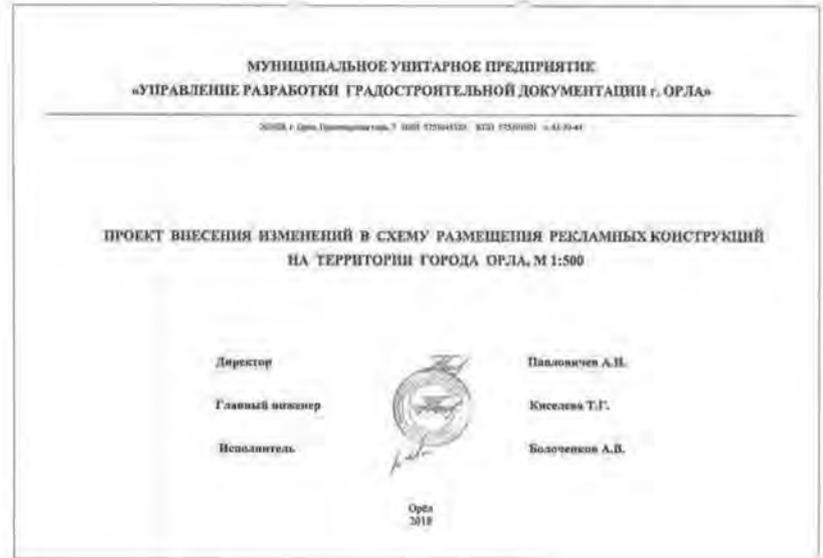 МУНИЦИПАЛЬНОЕ УНИТАРНОЕ ПРЕДПРИЯТИЕ
«УПРАВЛЕНИЕ РАЗРАБОТКИ ГРАДОСТРОИТЕЛЬНОЙ ДОКУМЕНТАЦИИ г. ОРЛА»
г. Орел,
ПРОЕКТ ВНЕСЕНИЯ ИЗМЕНЕНИЙ В СХЕМУ РАЗМЕЩЕНИЯ РЕКЛАМНЫХ КОНСТРУКЦИЙ
НА ТЕРРИТОРИИ ГОРОДА ОРЛА, М 1:500
Директор
Павловичев А.И.
Главный инженер
Киселева Т.Г.
Исполнитель
Болоченков А.В.
Орёл
2018